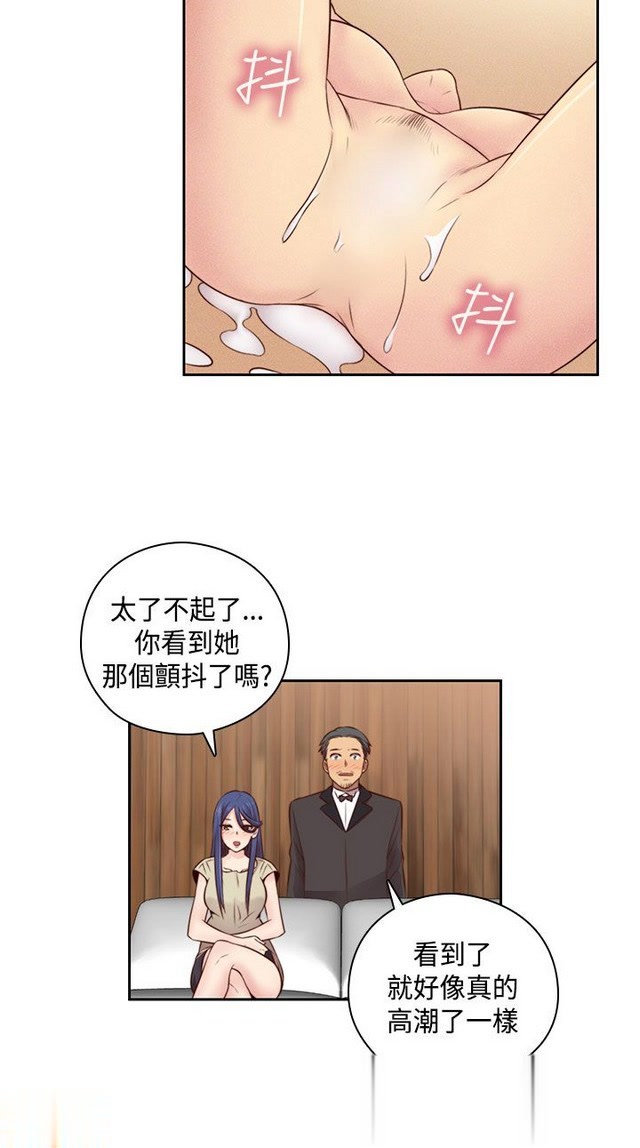 抖
抖
太了不起了...
你看到她
那個顫抖了嗎?
看到了
就好像真的
高潮了一樣